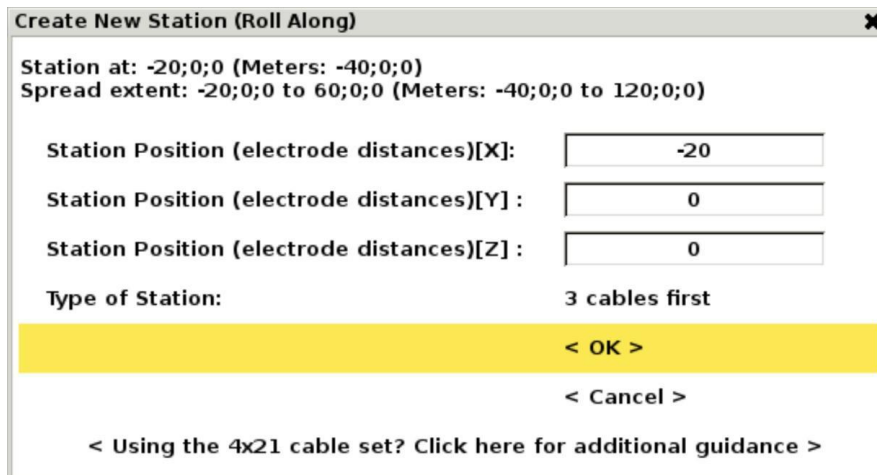 Create New Station (Roll Along)
Station at: -20;0;0 (Meters: -40;0;0)
Spread extent: -20;0;0 to 60;0;0 (Meters: -40;0;0 to 120;0;0)
Station Position (electrode distances)[X]: -20
Station Position (electrode distances)[Y] : 0
Station Position (electrode distances)[Z] : 0
Type of Station: 3 cables first
< OK >
< Cancel >
< Using the 4x21 cable set? Click here for additional guidance >